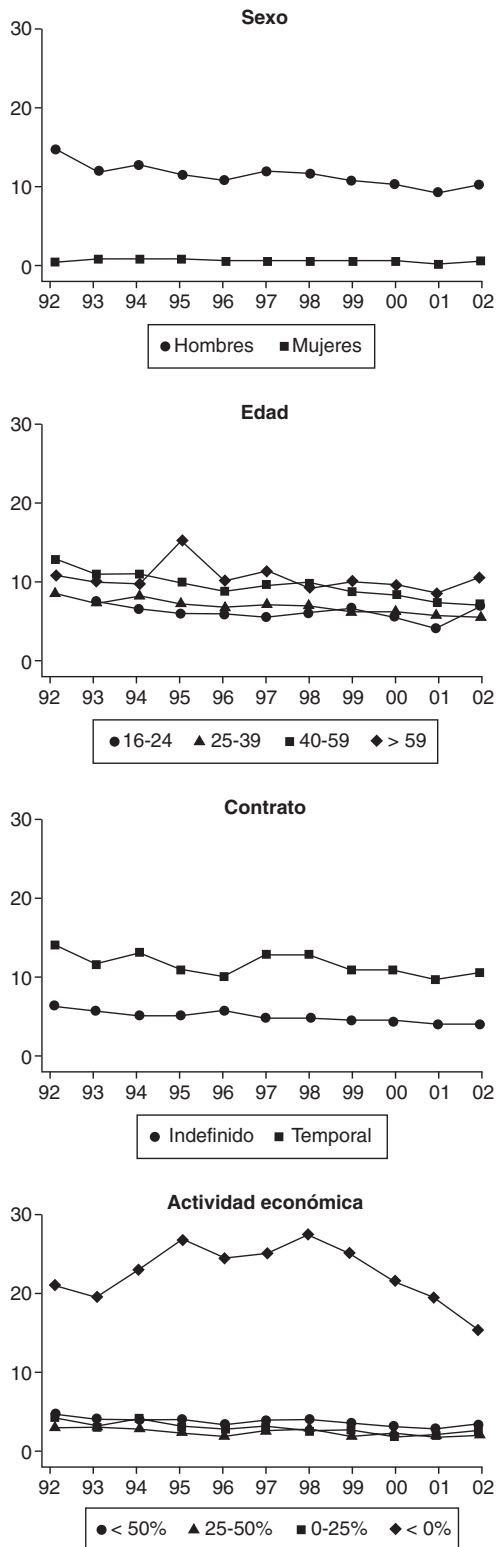 Sexo
30
20
10
0
92 93 94 95 96 97 98 99 00 01 02
Hombres Mujeres
Edad
30
20
10
0
92 93 94 95 96 97 98 99 00 01 02
16-24 25-39 40-59 > 59
Contrato
30
20
10
0
92 93 94 95 96 97 98 99 00 01 02
Indefinido Temporal
Actividad económica
30
20
10
0
92 93 94 95 96 97 98 99 00 01 02
< 50% 25-50% 0-25% < 0%